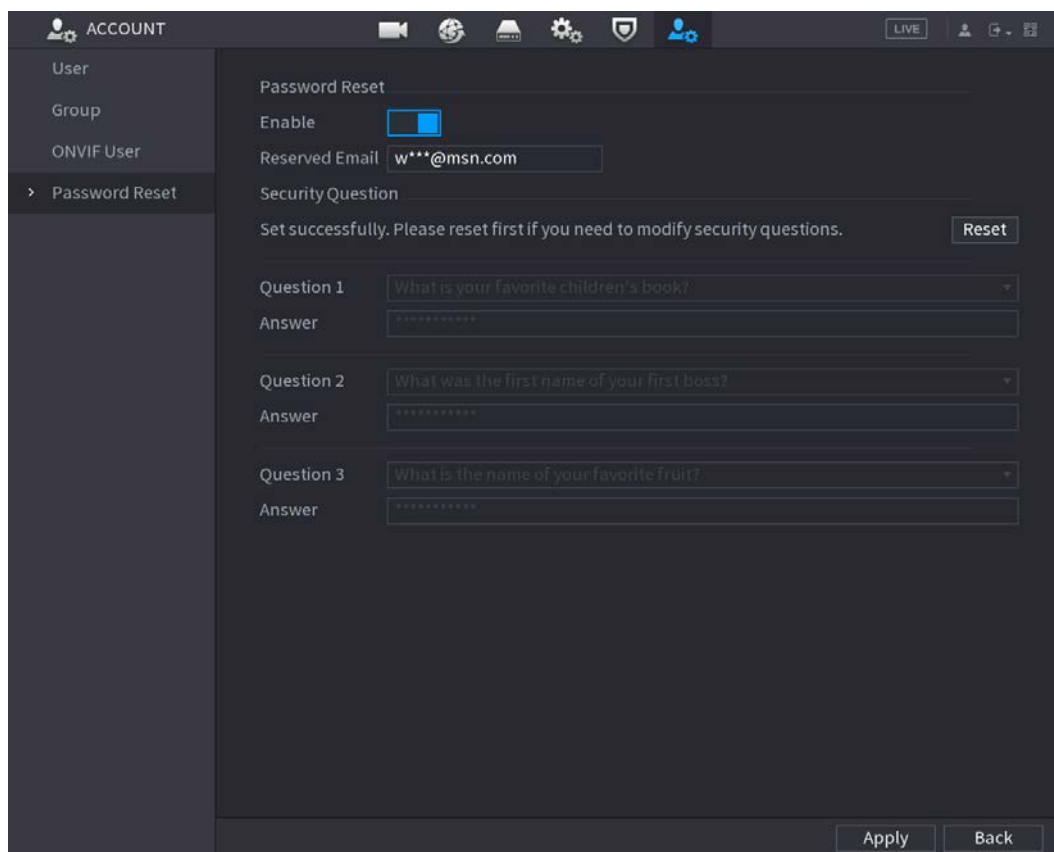 ACCOUNT
LIVE
User
Group
ONVIF User
Password Reset
Password Reset
Enable
Reserved Email w***@msn.com
Security Question
Set successfully. Please reset first if you need to modify security questions. Reset
Question 1 What is your favorite children's book?
Answer ***********
Question 2 What was the first name of your first boss?
Answer ***********
Question 3 What is the name of your favorite fruit?
Answer ***********
Apply Back